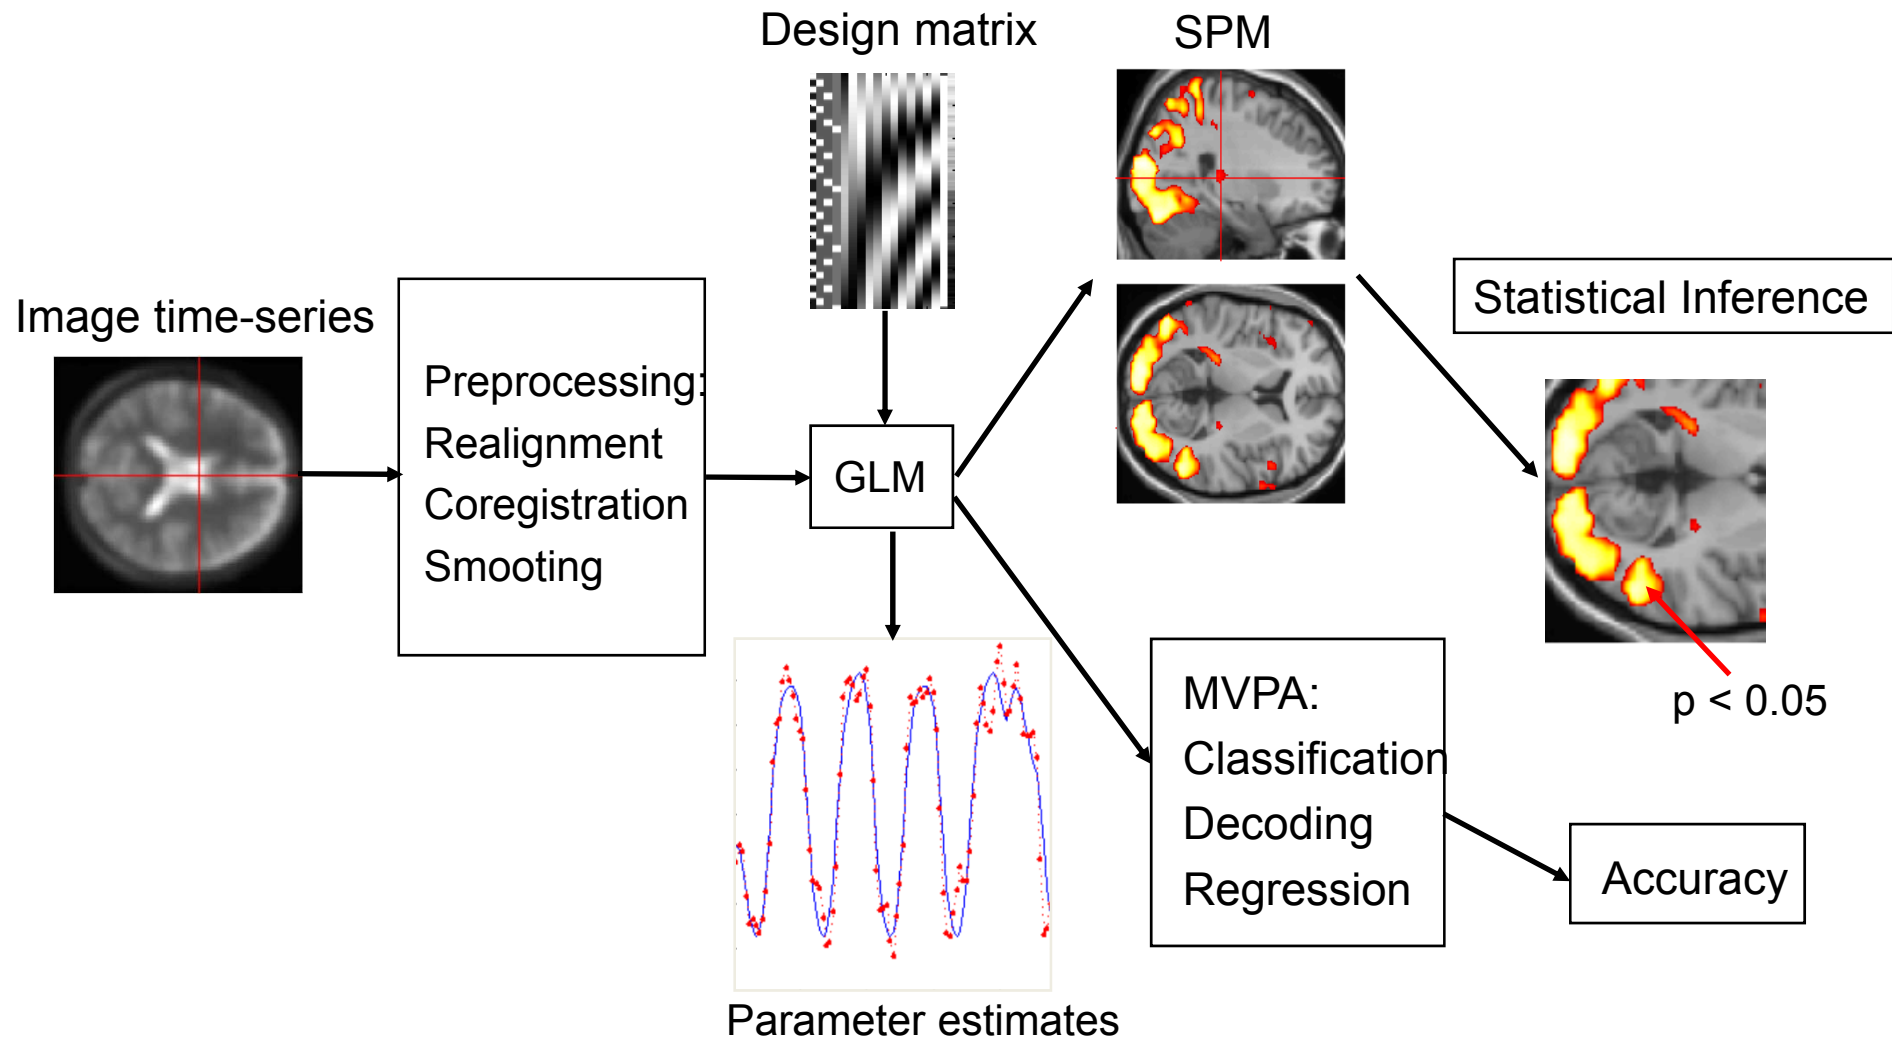 Design matrix
SPM
Image time-series
Preprocessing:
Realignment
Coregistration
Smooting
GLM
Statistical Inference
p < 0.05
MVPA:
Classification
Decoding
Regression
Accuracy
Parameter estimates